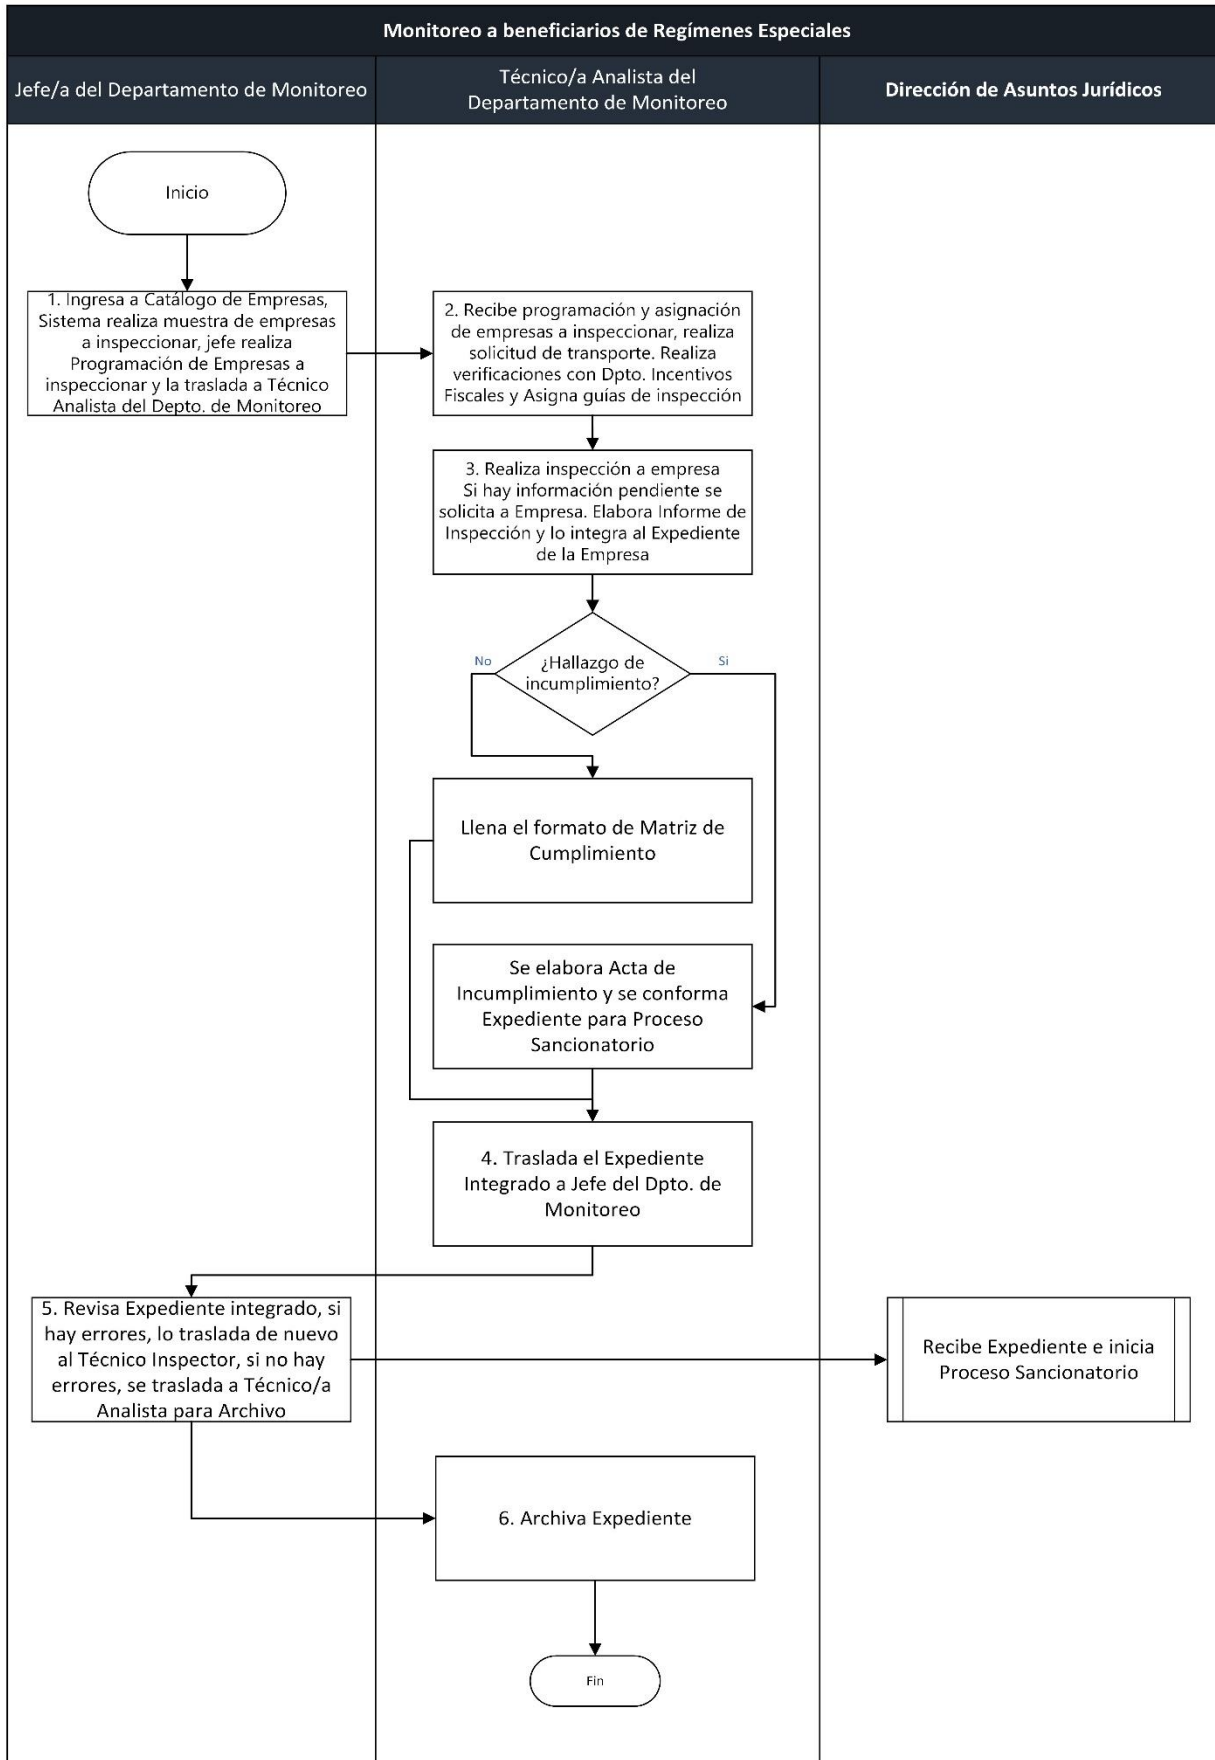 Monitoreo a beneficiarios de Regímenes Especiales
Jefe/a del Departamento de Monitoreo
Técnico/a Analista del
Departamento de Monitoreo
Dirección de Asuntos Jurídicos
Inicio
1. Ingresa a Catálogo de Empresas,
Sistema realiza muestra de empresas
a inspeccionar, jefe realiza
Programación de Empresas a
inspeccionar y la traslada a Técnico
Analista del Depto. de Monitoreo
2. Recibe programación y asignación
de empresas a inspeccionar, realiza
solicitud de transporte. Realiza
verificaciones con Dpto. Incentivos
Fiscales y Asigna guías de inspección
3. Realiza inspección a empresa
Si hay información pendiente se
solicita a Empresa. Elabora Informe de
Inspección y lo integra al Expediente
de la Empresa
No
¿Hallazgo de
incumplimiento?
Si
Llena el formato de Matriz de
Cumplimiento
Se elabora Acta de
Incumplimiento y se conforma
Expediente para Proceso
Sancionatorio
4. Traslada el Expediente
Integrado a Jefe del Dpto. de
Monitoreo
5. Revisa Expediente integrado, si
hay errores, lo traslada de nuevo
al Técnico Inspector, si no hay
errores, se traslada a Técnico/a
Analista para Archivo
Recibe Expediente e inicia
Proceso Sancionatorio
6. Archiva Expediente
Fin